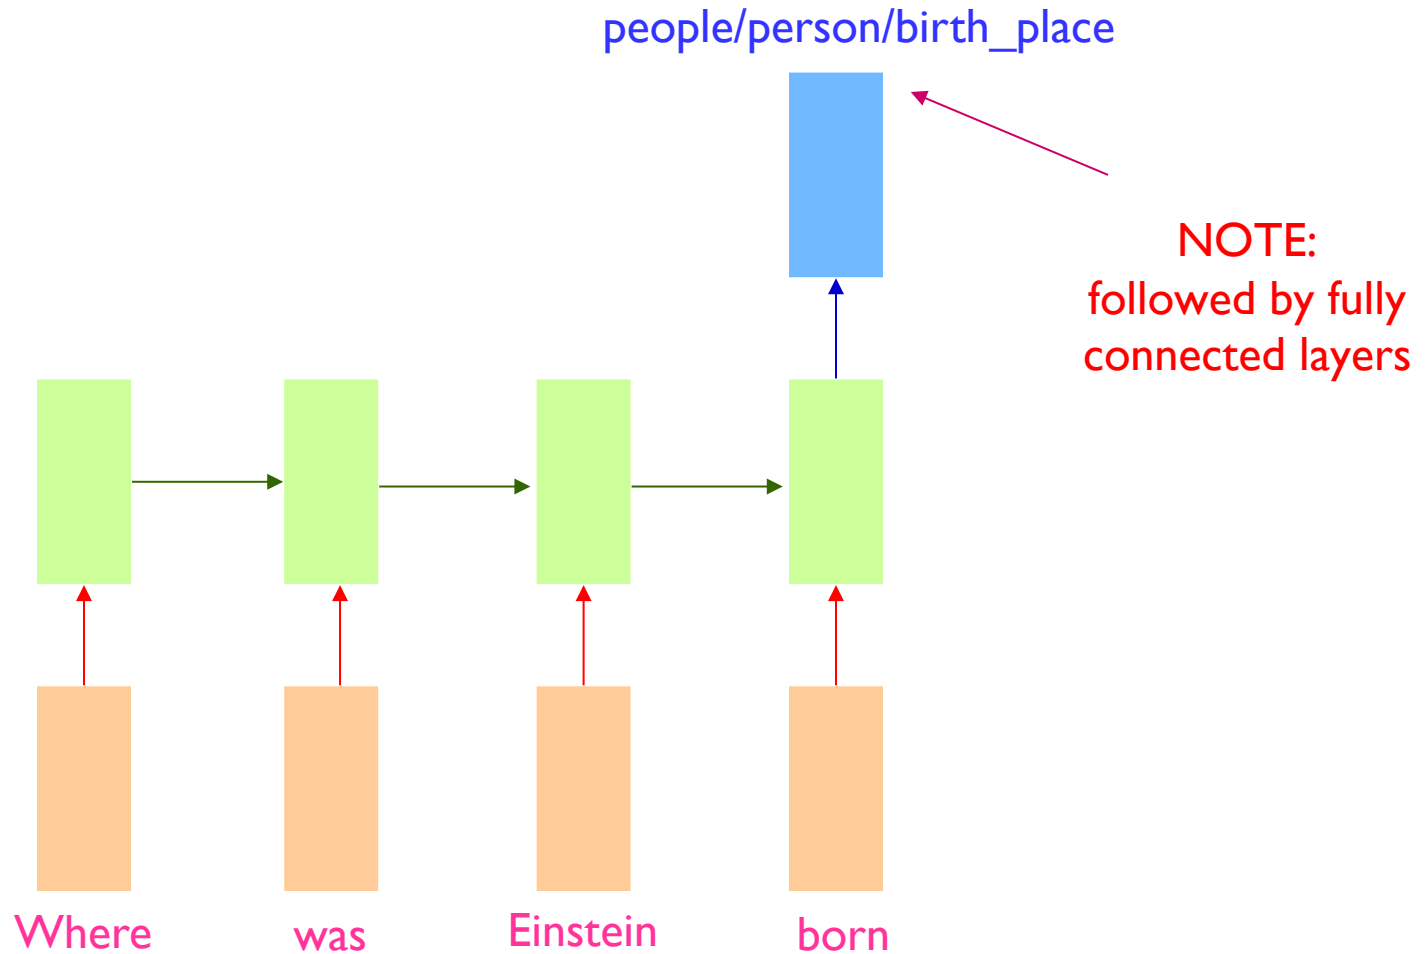 people/person/birth_place
NOTE:
followed by fully
connected layers
Where was Einstein born